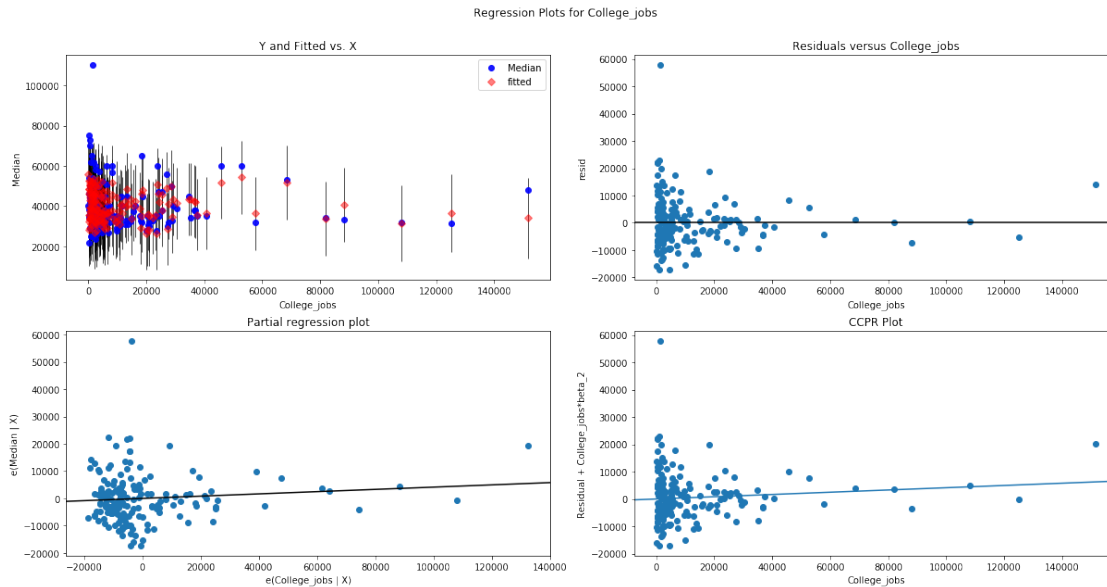 Regression Plots for College_jobs
Y and Fitted vs. X
Median
fitted
100000
80000
60000
40000
20000
Median
0 20000 40000 60000 80000 100000 120000 140000
College_jobs
Residuals versus College_jobs
60000
50000
40000
30000
20000
10000
0
−10000
−20000
resid
0 20000 40000 60000 80000 100000 120000 140000
College_jobs
Partial regression plot
60000
50000
40000
30000
20000
10000
0
−10000
−20000
e(Median | X)
−20000 0 20000 40000 60000 80000 100000 120000 140000
e(College_jobs | X)
CCPR Plot
60000
50000
40000
30000
20000
10000
0
−10000
−20000
Residual + College_jobs*beta_2
0 20000 40000 60000 80000 100000 120000 140000
College_jobs